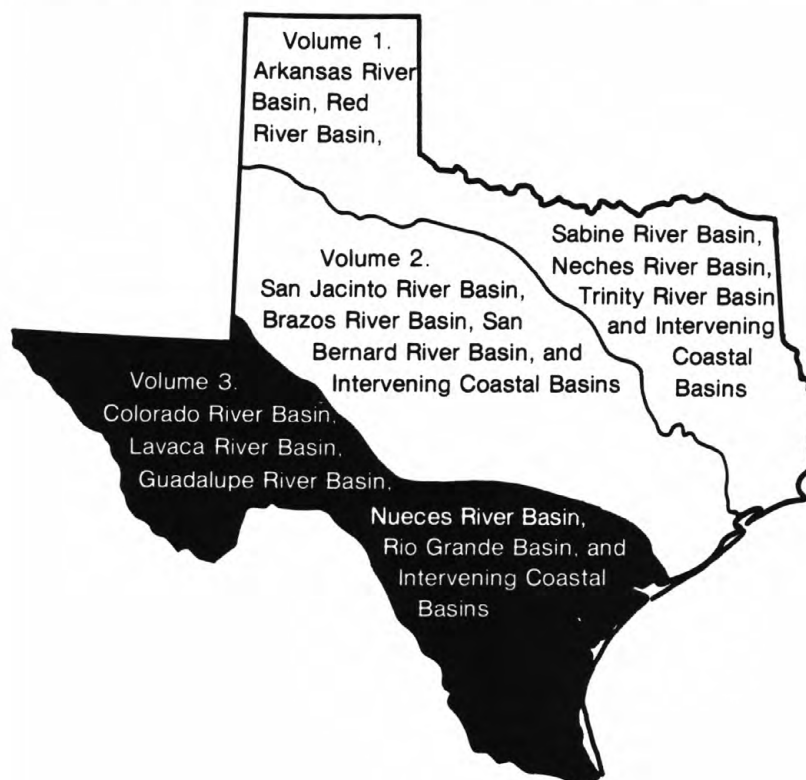 Volume 1.
Arkansas River
Basin, Red
River Basin,
Sabine River Basin,
Neches River Basin,
Trinity River Basin
and Intervening
Coastal
Basins
Volume 2.
San Jacinto River Basin,
Brazos River Basin, San
Bernard River Basin, and
Intervening Coastal Basins
Volume 3.
Colorado River Basin,
Lavaca River Basin,
Guadalupe River Basin,
Nueces River Basin,
Rio Grande Basin, and
Intervening Coastal
Basins